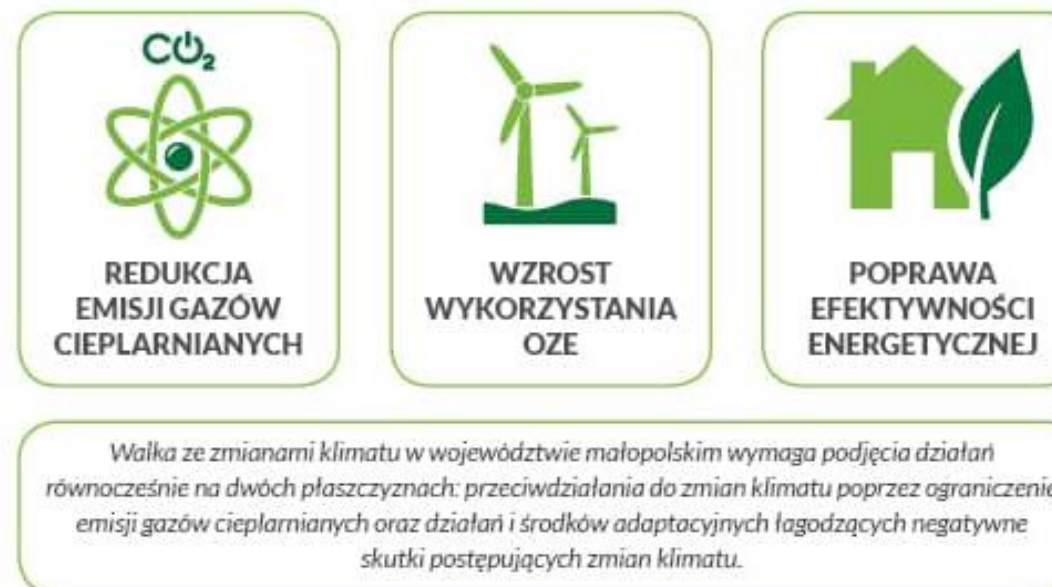 CO₂
REDUKCJA
EMISJI GAZÓW
CIEPLARNIANYCH
WZROST
WYKORZYSTANIA
OZE
POPRAWA
EFEKTYWNOŚCI
ENERGETYCZNEJ
Walka ze zmianami klimatu w województwie małopolskim wymaga podjęcia działań
równocześnie na dwóch płaszczyznach: przeciwdziałania do zmian klimatu poprzez ograniczenie
emisji gazów cieplarnianych oraz działań i środków adaptacyjnych łagodzących negatywne
skutki postępujących zmian klimatu.